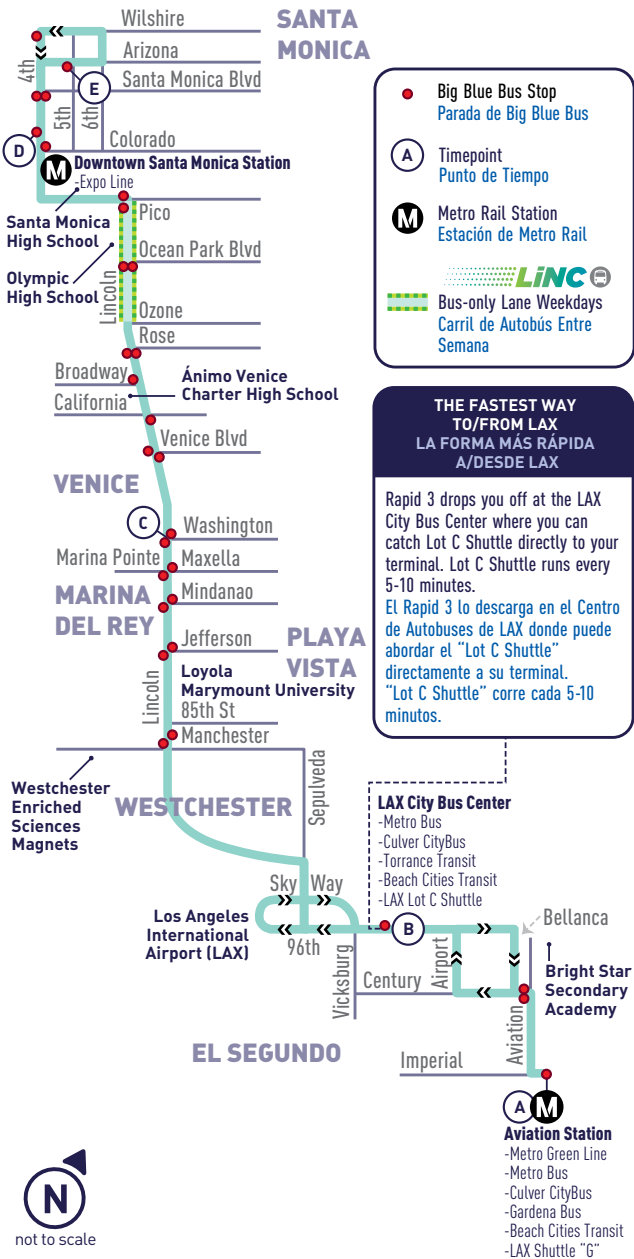 Wilshire
SANTA
MONICA
Arizona
4th
E
Santa Monica Blvd
5th
6th
Colorado
D
M
Downtown Santa Monica Station
-Expo Line
Santa Monica
High School
Pico
Olympic
High School
Ocean Park Blvd
Lincoln
Ozone
Rose
Broadway
Ánimo Venice
Charter High School
California
Venice Blvd
VENICE
C
Washington
Marina Pointe
Maxella
MARINA
DEL REY
Mindanao
Jefferson
PLAYA
VISTA
Loyola
Marymount University
Lincoln
85th St
Manchester
Westchester
Enriched
Sciences
Magnets
WESTCHESTER
Sepulveda
Sky Way
Los Angeles
International
Airport (LAX)
96th
Vicksburg
LAX City Bus Center
-Metro Bus
-Culver CityBus
-Torrance Transit
-Beach Cities Transit
-LAX Lot C Shuttle
B
Bellanca
Airport
Century
Bright Star
Secondary
Academy
Aviation
EL SEGUNDO
Imperial
A
M
Aviation Station
-Metro Green Line
-Metro Bus
-Culver CityBus
-Gardena Bus
-Beach Cities Transit
-LAX Shuttle "G"
N
not to scale
Big Blue Bus Stop
Parada de Big Blue Bus
A
Timepoint
Punto de Tiempo
M
Metro Rail Station
Estación de Metro Rail
LiNC
Bus-only Lane Weekdays
Carril de Autobús Entre
Semana
THE FASTEST WAY
TO/FROM LAX
LA FORMA MÁS RÁPIDA
A/DESDE LAX
Rapid 3 drops you off at the LAX
City Bus Center where you can
catch Lot C Shuttle directly to your
terminal. Lot C Shuttle runs every
5-10 minutes.
El Rapid 3 lo descarga en el Centro
de Autobuses de LAX donde puede
abordar el "Lot C Shuttle"
directamente a su terminal.
"Lot C Shuttle" corre cada 5-10
minutos.